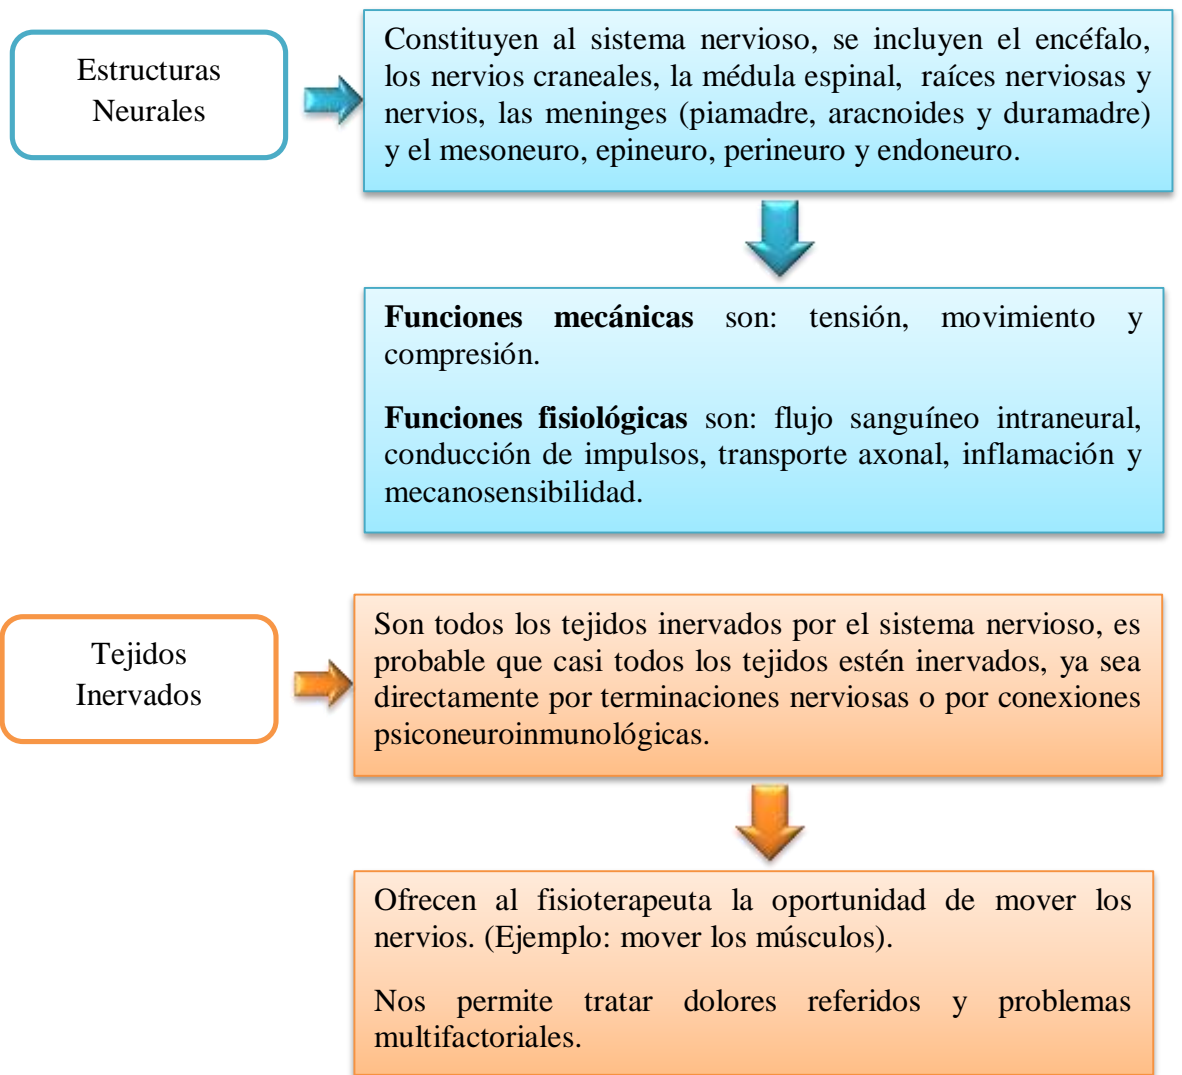 Estructuras
Neurales
Constituyen al sistema nervioso, se incluyen el encéfalo,
los nervios craneales, la médula espinal, raíces nerviosas y
nervios, las meninges (piamadre, aracnoides y duramadre)
y el mesoneuro, epineuro, perineuro y endoneuro.
Funciones mecánicas son: tensión, movimiento y
compresión.
Funciones fisiológicas son: flujo sanguíneo intraneural,
conducción de impulsos, transporte axonal, inflamación y
mecanosensibilidad.
Tejidos
Inervados
Son todos los tejidos inervados por el sistema nervioso, es
probable que casi todos los tejidos estén inervados, ya sea
directamente por terminaciones nerviosas o por conexiones
psiconeuroinmunológicas.
Ofrecen al fisioterapeuta la oportunidad de mover los
nervios. (Ejemplo: mover los músculos).
Nos permite tratar dolores referidos y problemas
multifactoriales.